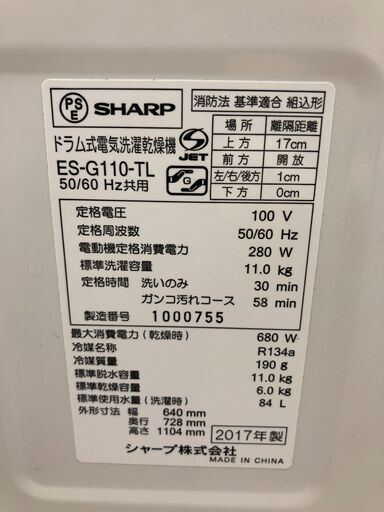 PS
E
SHARP
ドラム式電気洗濯乾燥機
S
JET
ES-G110-TL
50/60 Hz共用
G
消防法 基準適合 組込形
場所 離隔距離
上方 17cm
前方 開放
左/右/後方 1cm
下方 0cm
定格電圧 100 V
定格周波数 50/60 Hz
電動機定格消費電力 280 W
標準洗濯容量 11.0 kg
定格時間 洗いのみ 30 min
ガンコ汚れコース 58 min
製造番号 1000755
最大消費電力(乾燥時) 680 W
冷媒名称 R134a
冷媒質量 190 g
標準脱水容量 11.0 kg
標準乾燥容量 6.0 kg
標準使用水量(洗濯時) 84 L
外形寸法 幅 640 mm
奥行 728 mm
高さ 1104 mm
2017年製
シャープ株式会社
MADE IN CHINA